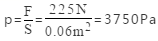 p = F/S = 225N/0.06m² = 3750Pa